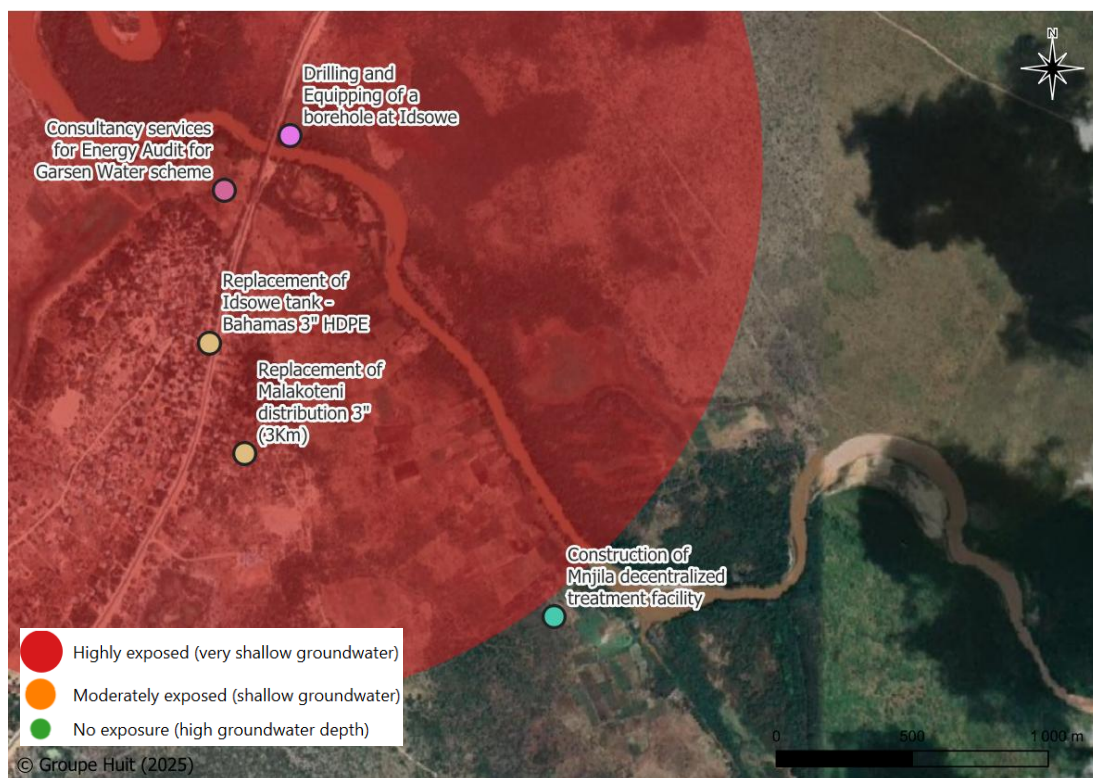 N
Drilling and
Equipping of a
borehole at Idsowe
Consultancy services
for Energy Audit for
Garsen Water scheme
Replacement of
Idsowe tank -
Bahamas 3" HDPE
Replacement of
Malakoteni
distribution 3"
(3Km)
Construction of
Mnjila decentralized
treatment facility
Highly exposed (very shallow groundwater)
Moderately exposed (shallow groundwater)
No exposure (high groundwater depth)
0 500 1 000 m
© Groupe Huit (2025)